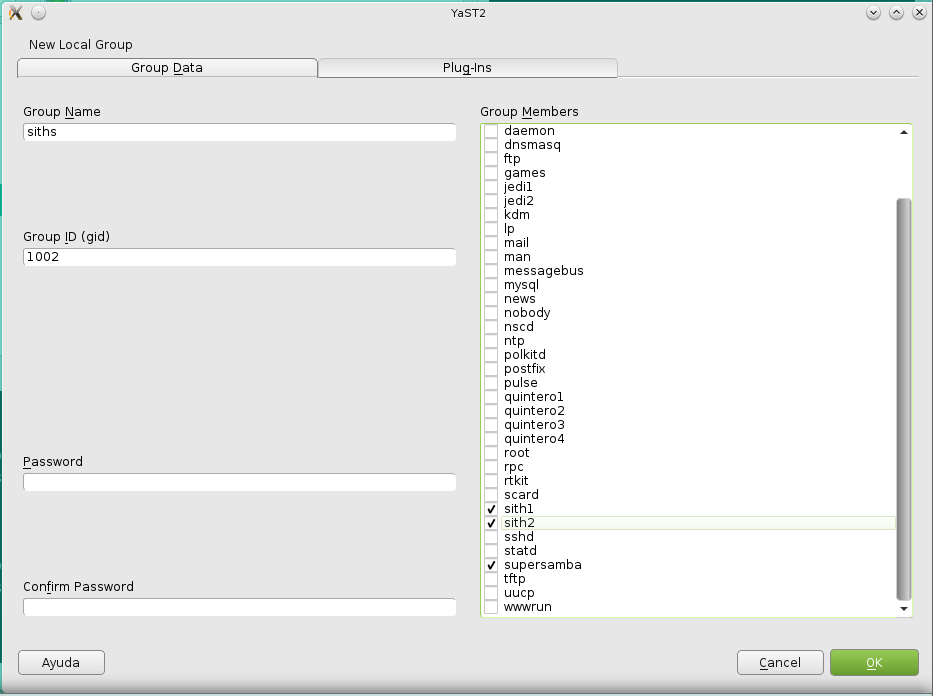 YaST2
New Local Group
Group Data
Plug-Ins
Group Name
siths
Group ID (gid)
1002
Password
Confirm Password
Group Members
daemon
dnsmasq
ftp
games
jedi1
jedi2
kdm
lp
mail
man
messagebus
mysql
news
nobody
nscd
ntp
polkitd
postfix
pulse
quintero1
quintero2
quintero3
quintero4
root
rpc
rtkit
scard
sith1
sith2
sshd
statd
supersamba
tftp
uucp
wwwrun
Ayuda
Cancel
OK